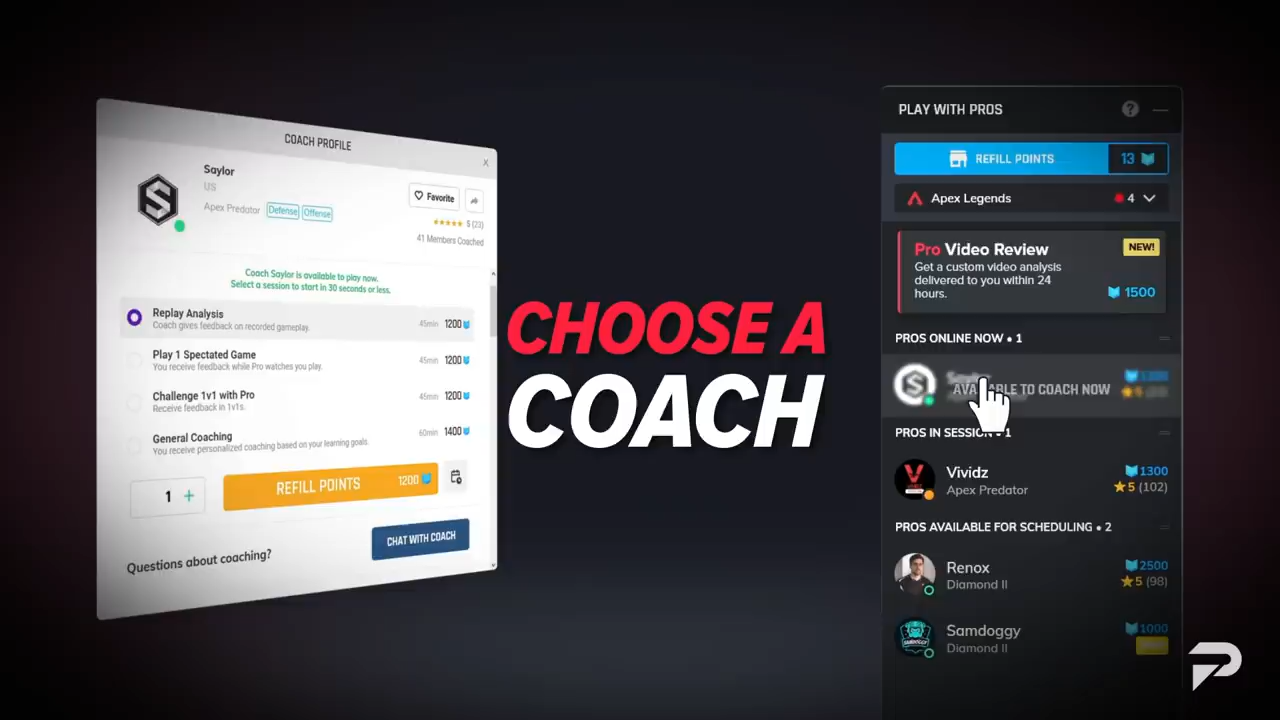 COACH PROFILE
X
Saylor
US
Apex Predator Defense Offense
Favorite
5 (23)
41 Members Coached
Coach Saylor is available to play now.
Select a session to start in 30 seconds or less.
Replay Analysis
Coach gives feedback on recorded gameplay.
45min 1200
Play 1 Spectated Game
You receive feedback while Pro watches you play.
45min 1200
Challenge 1v1 with Pro
Receive feedback in 1v1s.
45min 1200
General Coaching
You receive personalized coaching based on your learning goals.
60min 1400
1 +
REFILL POINTS 1200
CHAT WITH COACH
Questions about coaching?
CHOOSE A
COACH
PLAY WITH PROS
?
REFILL POINTS 13
Apex Legends 4
Pro Video Review NEW!
Get a custom video analysis
delivered to you within 24
hours.
1500
PROS ONLINE NOW • 1
TO COACH NOW
PROS IN SESSION • 1
Vividz 1300
Apex Predator 5 (102)
PROS AVAILABLE FOR SCHEDULING • 2
Renox 2500
Diamond II 5 (98)
Samdoggy 1000
Diamond II